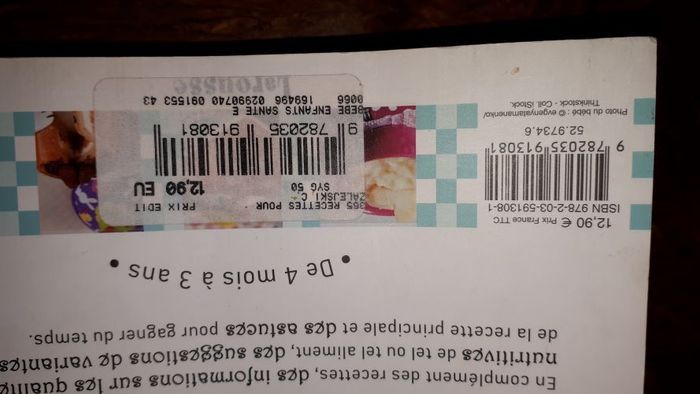 En complément des recettes, des informations sur les qualités
nutritives de tel ou tel aliment, des suggestions de variantes
de la recette principale et des astuces pour gagner du temps.
• De 4 mois à 3 ans •
12,90 € Prix France TTC
ISBN 978-2-03-591308-1
9 782035 913081
52.9734.6
Photo du bébé : © evgenyatamanenko/
Thinkstock - Coll. iStock.
365 RECETTES POUR PRIX EDIT
ZALEJSKI C
SYG 50 12,90 EU
9 782035 913081
BEBE ENFANTS SANTE E
0066 169496 02990740 091553 43
Larousse